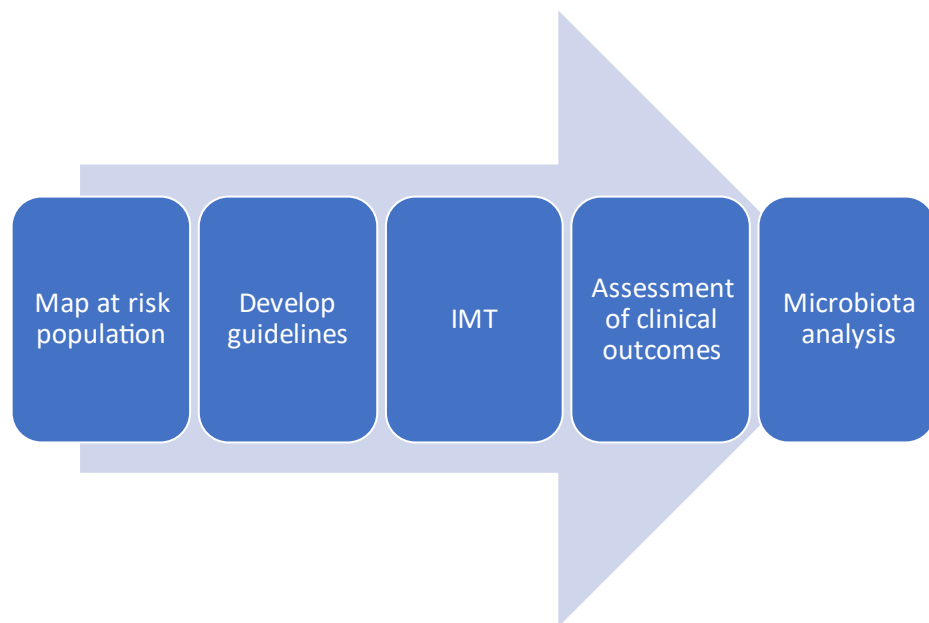 Map at risk
population
Develop
guidelines
IMT
Assessment
of clinical
outcomes
Microbiota
analysis